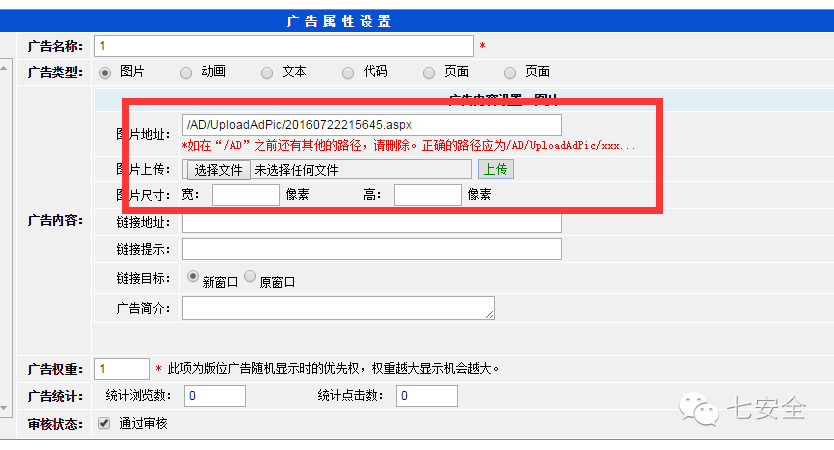 广告属性设置
广告名称： 1 *
广告类型： 图片 动画 文本 代码 页面 页面
广告内容设置--图片
图片地址： /AD/UploadAdPic/20160722215645.aspx
*如在“/AD”之前还有其他的路径，请删除。正确的路径应为/AD/UploadAdPic/xxx...
图片上传： 选择文件 未选择任何文件 上传
图片尺寸： 宽： 像素 高： 像素
广告内容：
链接地址：
链接提示：
链接目标： 新窗口 原窗口
广告简介：
广告权重： 1 * 此项为版位广告随机显示时的优先权，权重越大显示机会越大。
广告统计： 统计浏览数： 0 统计点击数： 0
审核状态： 通过审核
七安全